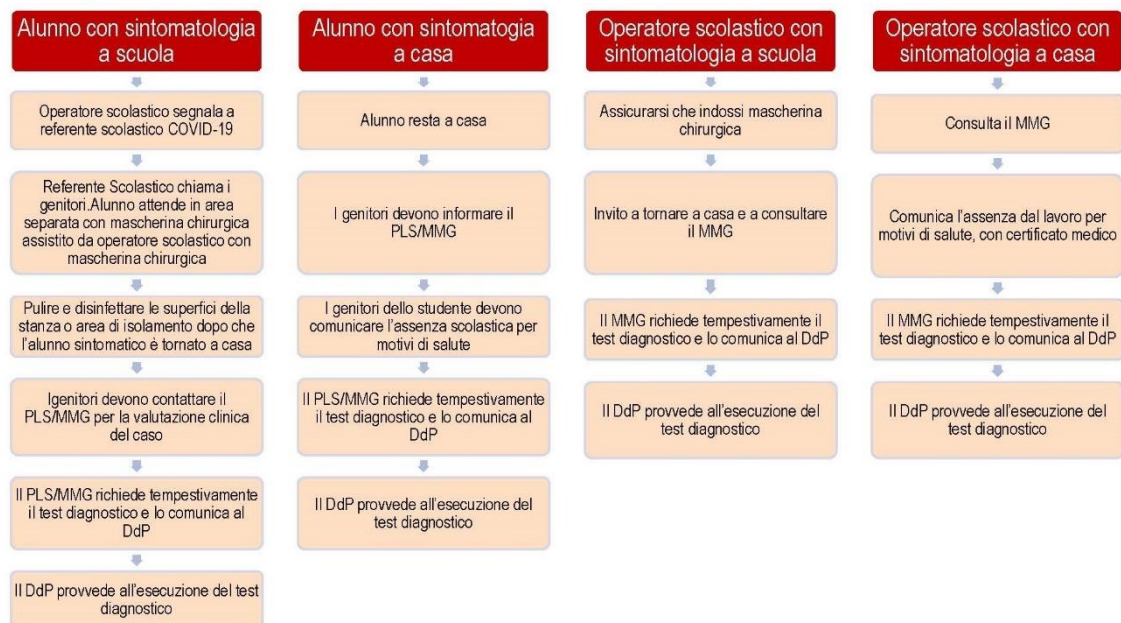 Alunno con sintomatologia
a scuola
Operatore scolastico segnala a
referente scolastico COVID-19
Referente Scolastico chiama i
genitori.Alunno attende in area
separata con mascherina chirurgica
assistito da operatore scolastico con
mascherina chirurgica
Pulire e disinfettare le superfici della
stanza o area di isolamento dopo che
l'alunno sintomatico è tornato a casa
Igenitori devono contattare il
PLS/MMG per la valutazione clinica
del caso
Il PLS/MMG richiede tempestivamente
il test diagnostico e lo comunica al
DdP
Il DdP provvede all'esecuzione del test
diagnostico
Alunno con sintomatogia
a casa
Alunno resta a casa
I genitori devono informare il
PLS/MMG
I genitori dello studente devono
comunicare l'assenza scolastica per
motivi di salute
Il PLS/MMG richiede tempestivamente
il test diagnostico e lo comunica al
DdP
Il DdP provvede all'esecuzione del
test diagnostico
Operatore scolastico con
sintomatologia a scuola
Assicurarsi che indossi mascherina
chirurgica
Invito a tornare a casa e a consultare
il MMG
Il MMG richiede tempestivamente il
test diagnostico e lo comunica al DdP
Il DdP provvede all'esecuzione del
test diagnostico
Operatore scolastico con
sintomatologia a casa
Consulta il MMG
Comunica l'assenza dal lavoro per
motivi di salute, con certificato medico
Il MMG richiede tempestivamente il
test diagnostico e lo comunica al DdP
Il DdP provvede all'esecuzione del
test diagnostico